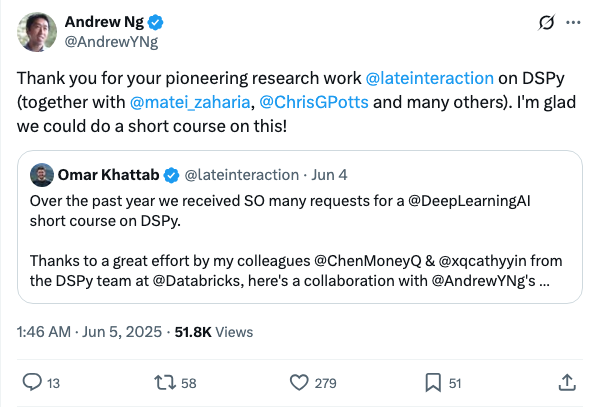 Andrew Ng
@AndrewYNg
Thank you for your pioneering research work @lateinteraction on DSPy
(together with @matei_zaharia, @ChrisGPotts and many others). I'm glad
we could do a short course on this!
Omar Khattab @lateinteraction · Jun 4
Over the past year we received SO many requests for a @DeepLearningAI
short course on DSPy.
Thanks to a great effort by my colleagues @ChenMoneyQ & @xqcathyyin from
the DSPy team at @Databricks, here's a collaboration with @AndrewYNg's ...
1:46 AM · Jun 5, 2025 · 51.8K Views
13 58 279 51